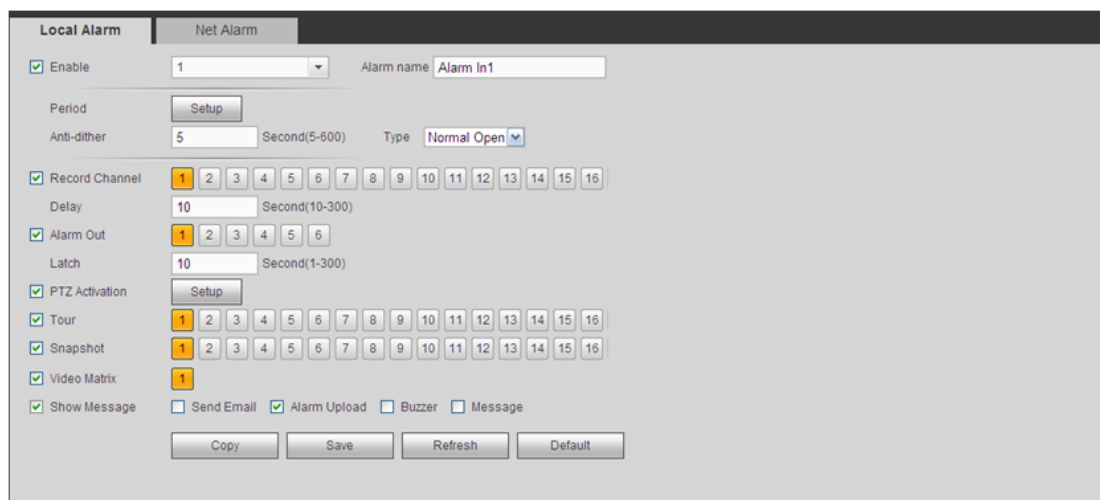 Local Alarm Net Alarm
Enable 1 Alarm name Alarm In1
Period Setup
Anti-dither 5 Second(5-600) Type Normal Open
Record Channel 1 2 3 4 5 6 7 8 9 10 11 12 13 14 15 16
Delay 10 Second(10-300)
Alarm Out 1 2 3 4 5 6
Latch 10 Second(1-300)
PTZ Activation Setup
Tour 1 2 3 4 5 6 7 8 9 10 11 12 13 14 15 16
Snapshot 1 2 3 4 5 6 7 8 9 10 11 12 13 14 15 16
Video Matrix 1
Show Message Send Email Alarm Upload Buzzer Message
Copy Save Refresh Default